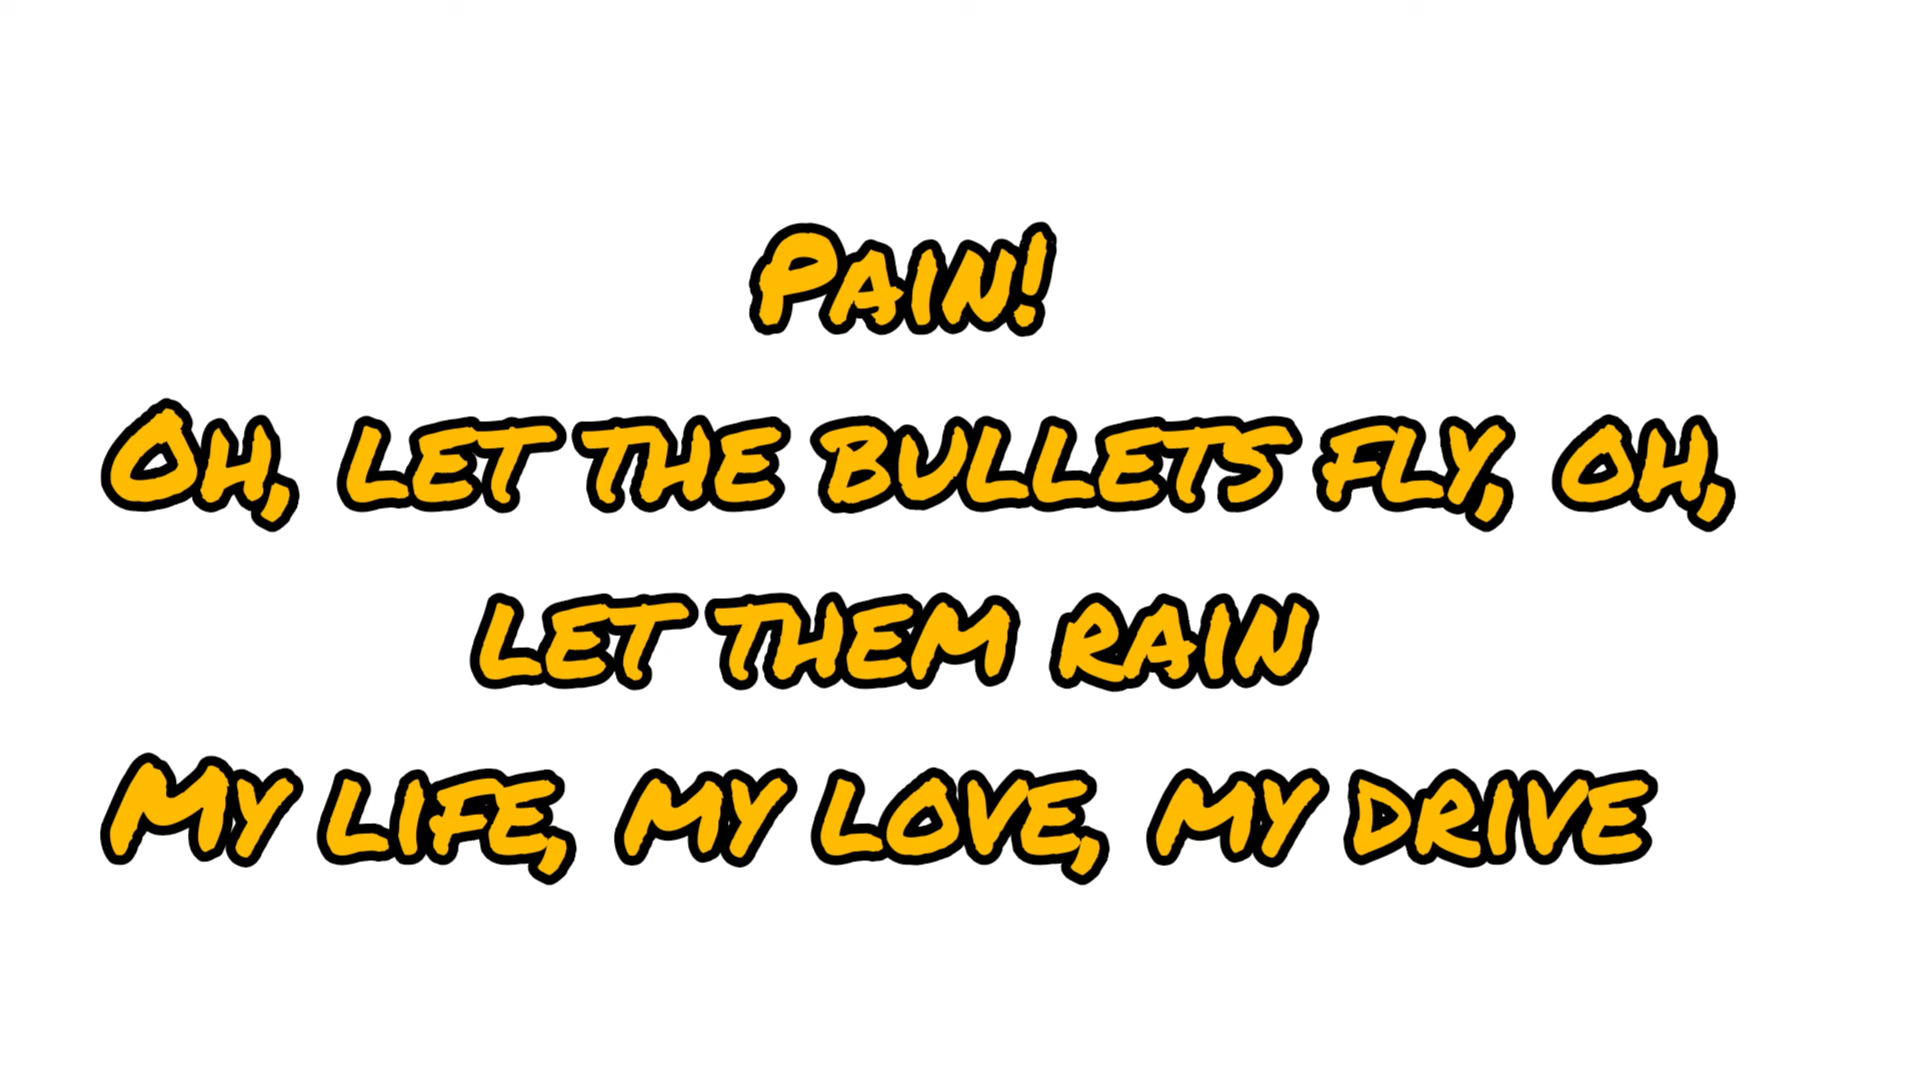 Pain!
Oh, let the bullets fly, oh,
let them rain
My life, my love, my drive